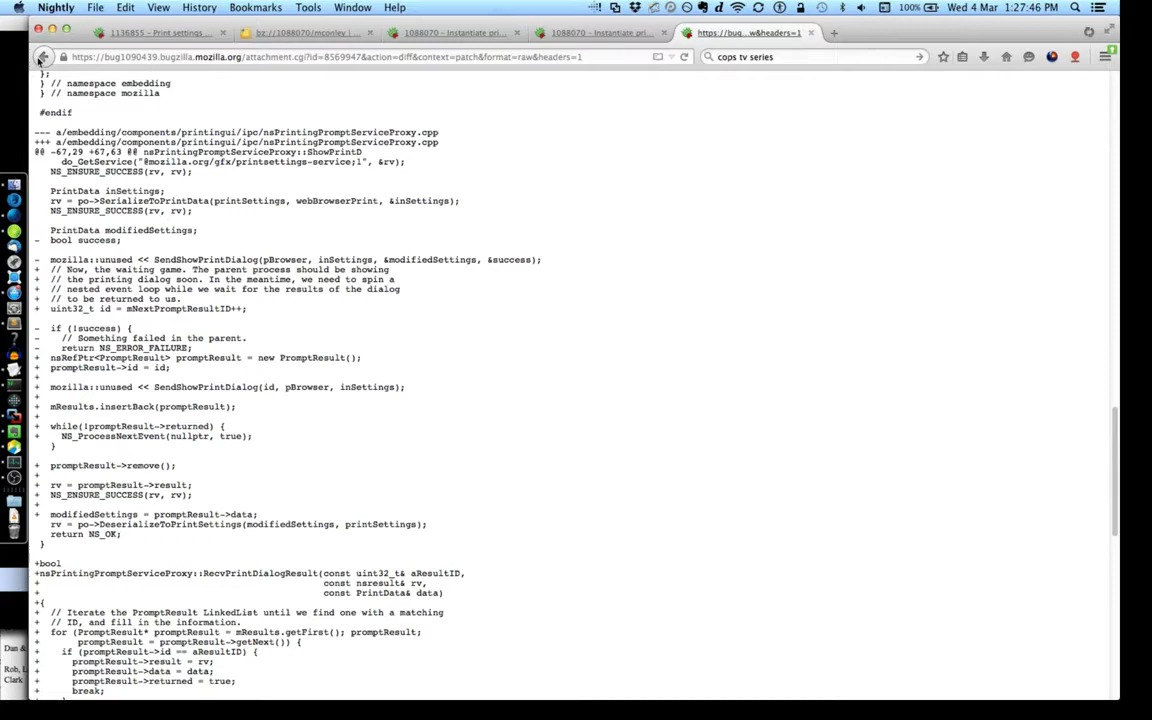 Nightly File Edit View History Bookmarks Tools Window Help 100% Wed 4 Mar 1:27:46 PM
1136855 – Print settings ... bz://1088070/mconley | ... 1088070 – Instantiate pri... 1088070 – Instantiate pri... https://bug...w&headers=1
https://bug1090439.bugzilla.mozilla.org/attachment.cgi?id=8569947&action=diff&context=patch&format=raw&headers=1 cops tv series
};
} // namespace embedding
} // namespace mozilla
#endif
--- a/embedding/components/printingui/ipc/nsPrintingPromptServiceProxy.cpp
+++ a/embedding/components/printingui/ipc/nsPrintingPromptServiceProxy.cpp
@@ -67,29 +67,63 @@ nsPrintingPromptServiceProxy::ShowPrintD
do_GetService("@mozilla.org/gfx/printsettings-service;1", &rv);
NS_ENSURE_SUCCESS(rv, rv);
PrintData inSettings;
rv = po->SerializeToPrintData(printSettings, webBrowserPrint, &inSettings);
NS_ENSURE_SUCCESS(rv, rv);
PrintData modifiedSettings;
- bool success;
- mozilla::unused << SendShowPrintDialog(pBrowser, inSettings, &modifiedSettings, &success);
+ // Now, the waiting game. The parent process should be showing
+ // the printing dialog soon. In the meantime, we need to spin a
+ // nested event loop while we wait for the results of the dialog
+ // to be returned to us.
+ uint32_t id = mNextPromptResultID++;
- if (!success) {
- // Something failed in the parent.
- return NS_ERROR_FAILURE;
+ nsRefPtr<PromptResult> promptResult = new PromptResult();
+ promptResult->id = id;
+
+ mozilla::unused << SendShowPrintDialog(id, pBrowser, inSettings);
+
+ mResults.insertBack(promptResult);
+
+ while(!promptResult->returned) {
+ NS_ProcessNextEvent(nullptr, true);
}
+ promptResult->remove();
+
+ rv = promptResult->result;
+ NS_ENSURE_SUCCESS(rv, rv);
+
+ modifiedSettings = promptResult->data;
rv = po->DeserializeToPrintSettings(modifiedSettings, printSettings);
return NS_OK;
}
+bool
+nsPrintingPromptServiceProxy::RecvPrintDialogResult(const uint32_t& aResultID,
+ const nsresult& rv,
+ const PrintData& data)
+{
+ // Iterate the PromptResult LinkedList until we find one with a matching
+ // ID, and fill in the information.
+ for (PromptResult* promptResult = mResults.getFirst(); promptResult;
+ promptResult = promptResult->getNext()) {
+ if (promptResult->id == aResultID) {
+ promptResult->result = rv;
+ promptResult->data = data;
+ promptResult->returned = true;
+ break;
Dan &
Rob, L
Clark